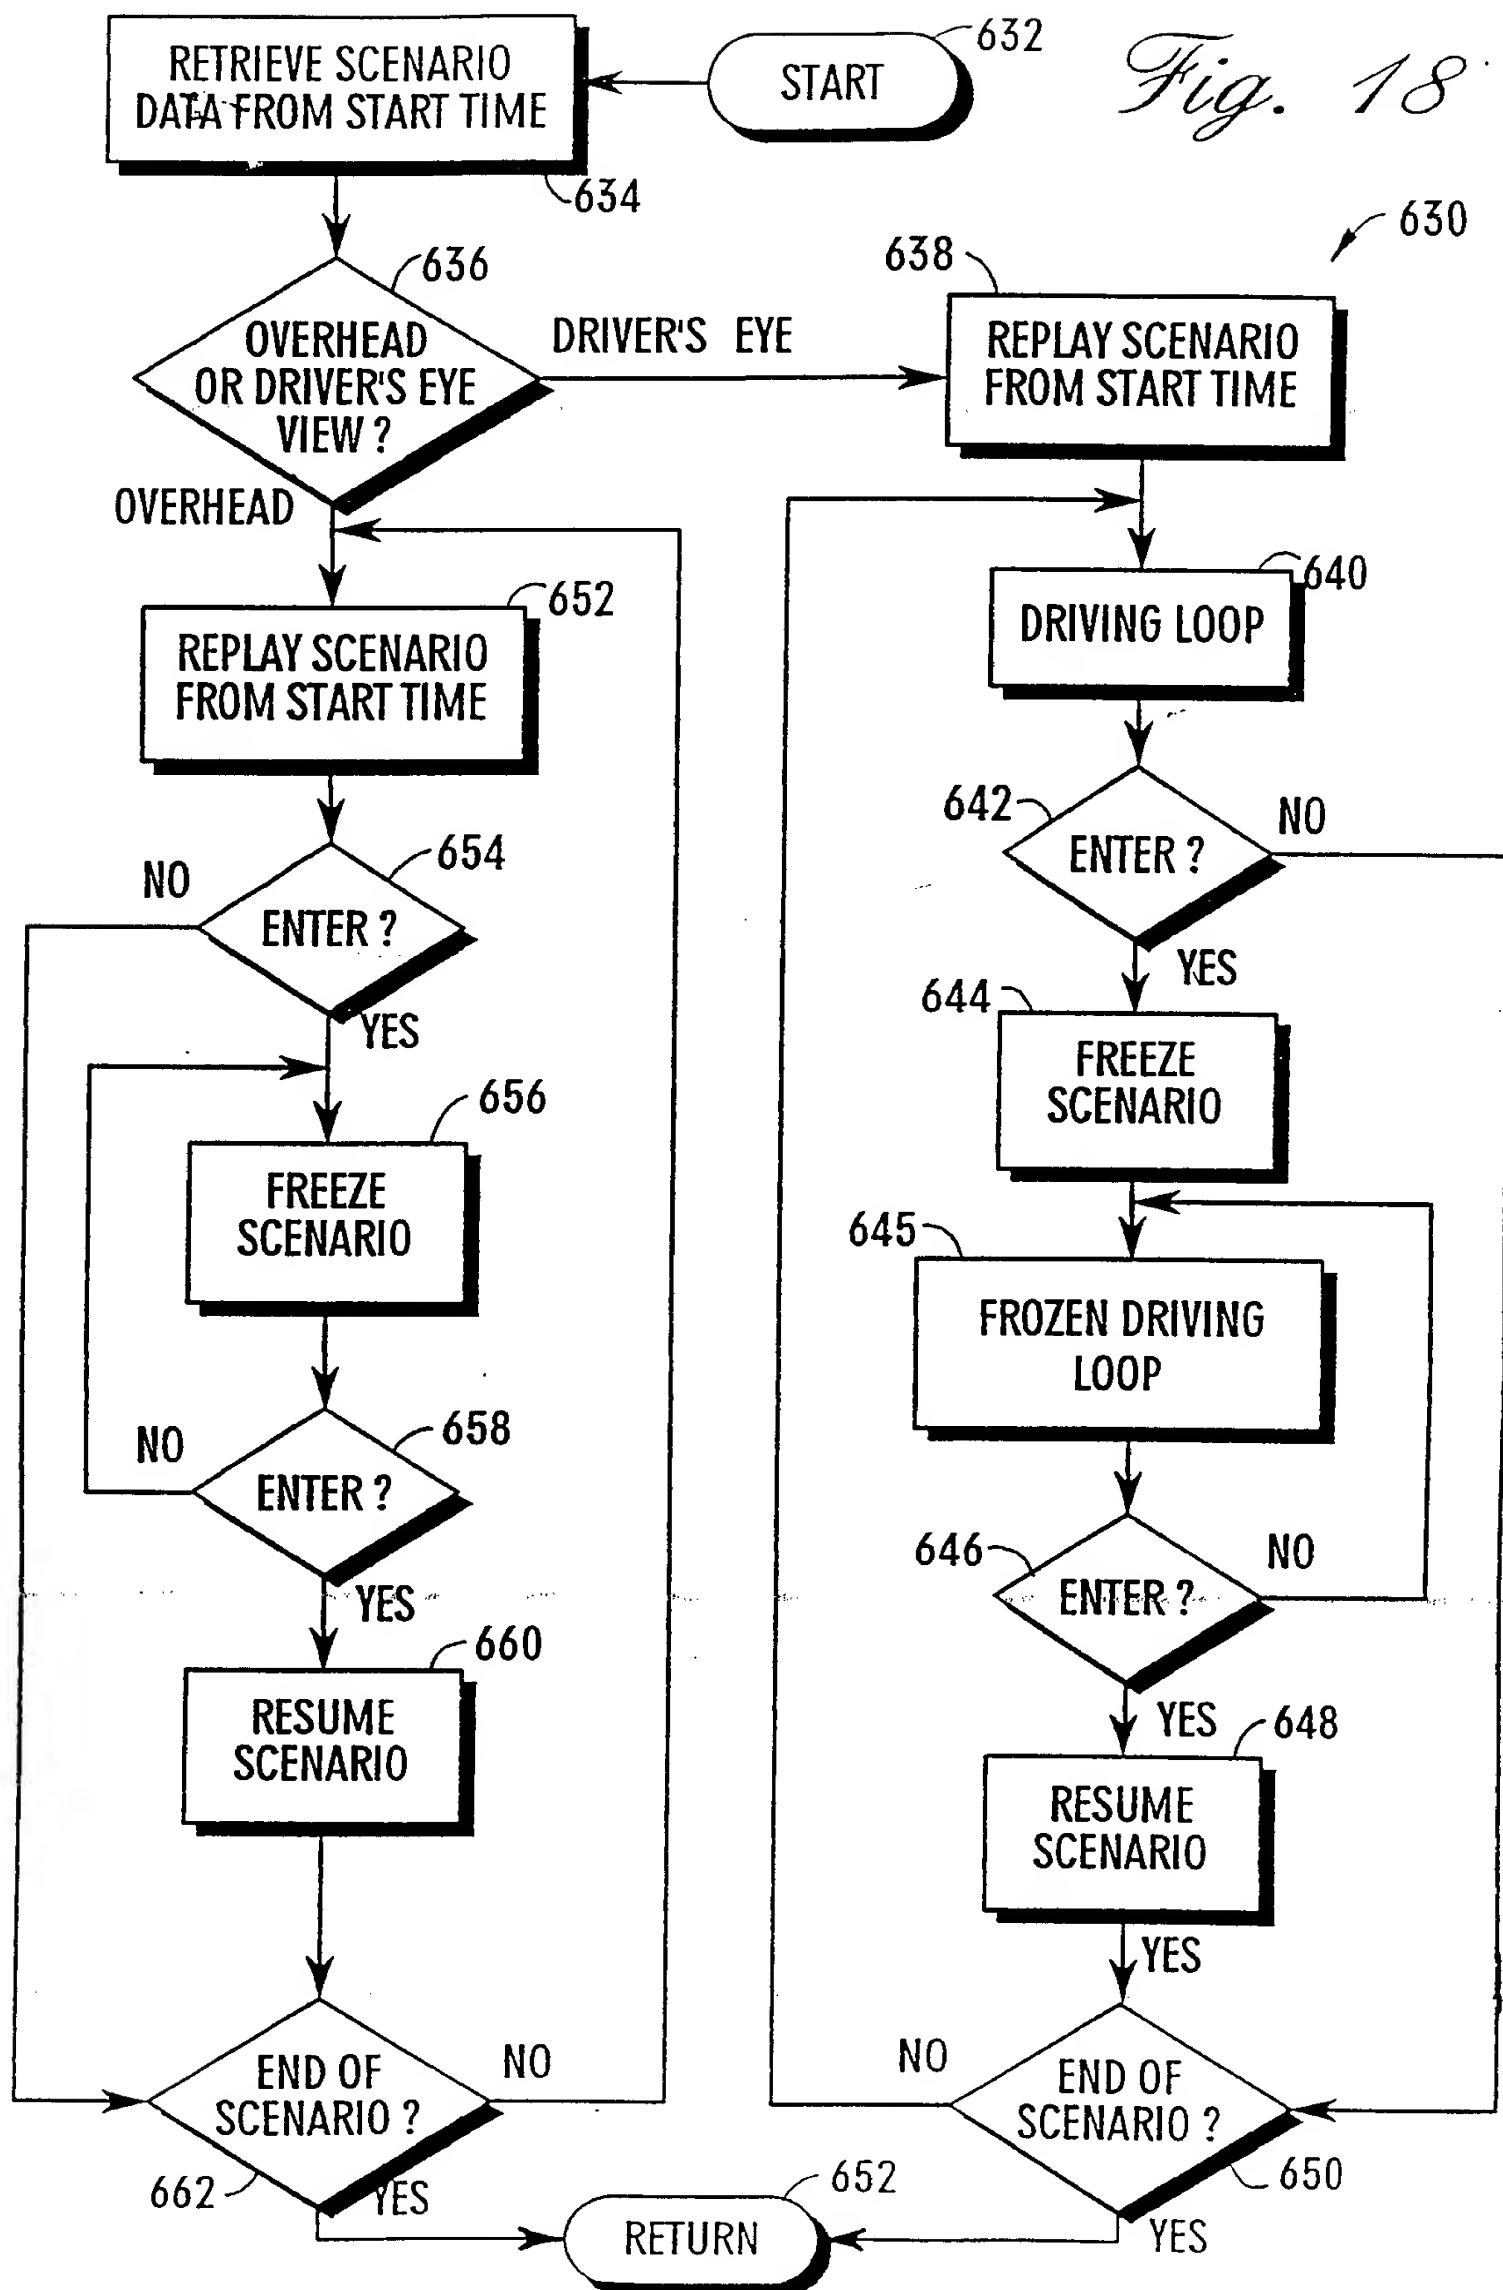 RETRIEVE SCENARIO
DATA FROM START TIME
634
START
632
Fig. 18
630
636
OVERHEAD
OR DRIVER'S EYE
VIEW ?
DRIVER'S EYE
OVERHEAD
638
REPLAY SCENARIO
FROM START TIME
652
REPLAY SCENARIO
FROM START TIME
640
DRIVING LOOP
654
NO
ENTER ?
YES
642
NO
ENTER ?
YES
656
FREEZE
SCENARIO
644
FREEZE
SCENARIO
645
FROZEN DRIVING
LOOP
658
NO
ENTER ?
YES
646
NO
ENTER ?
YES
660
RESUME
SCENARIO
648
RESUME
SCENARIO
YES
END OF
SCENARIO ?
NO
662
YES
NO
END OF
SCENARIO ?
650
YES
652
RETURN